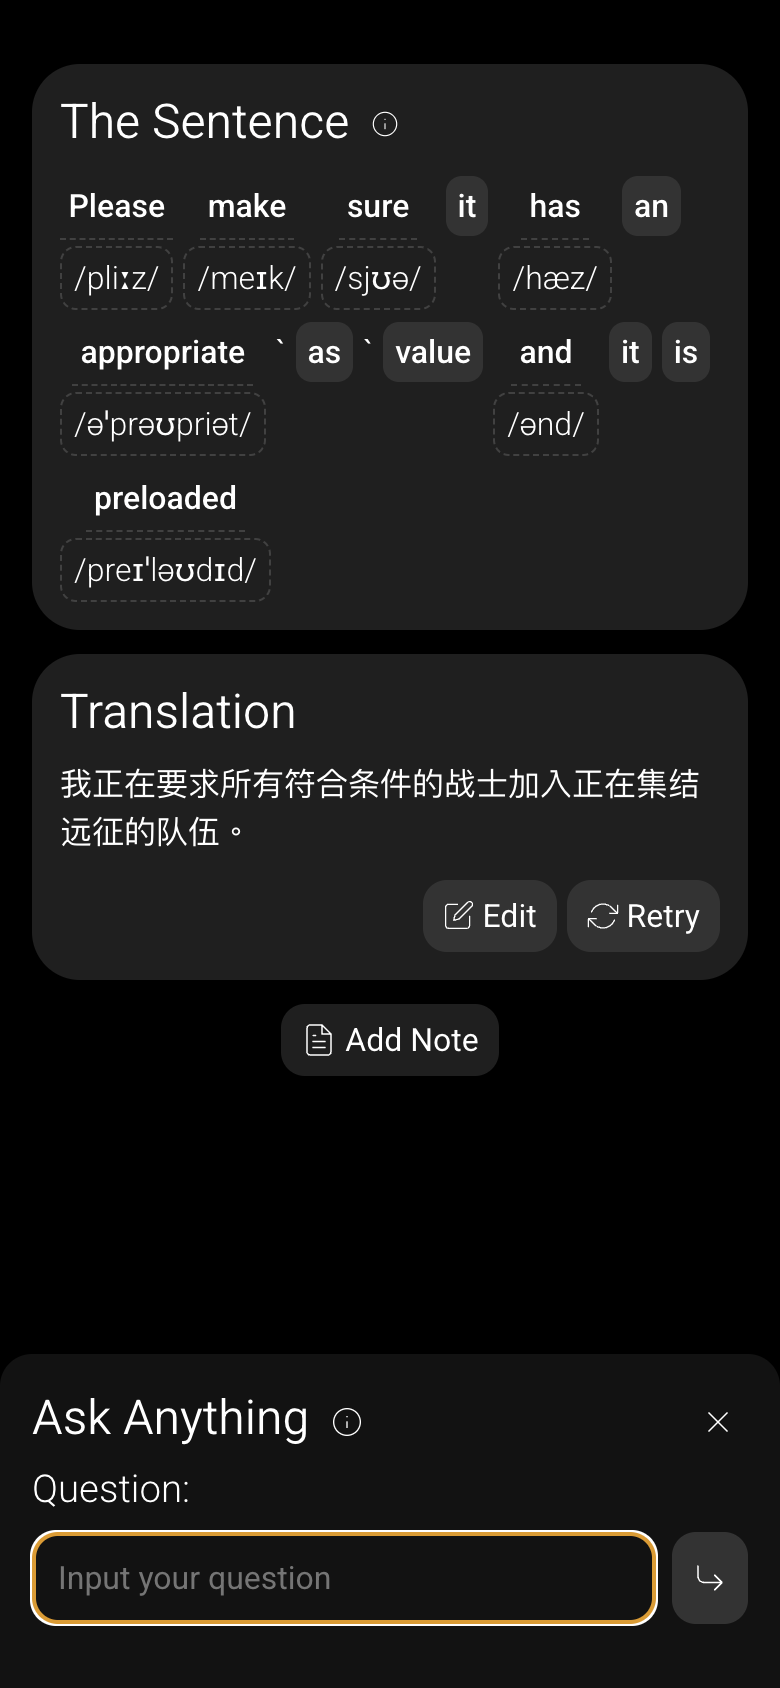 The Sentence
Please make sure it has an
/pliːz/ /meɪk/ /sjʊə/ /hæz/
appropriate ` as ` value and it is
/əˈprəʊpriət/ /ənd/
preloaded
/preɪˈləʊdɪd/
Translation
我正在要求所有符合条件的战士加入正在集结
远征的队伍。
Edit Retry
Add Note
Ask Anything
Question:
Input your question